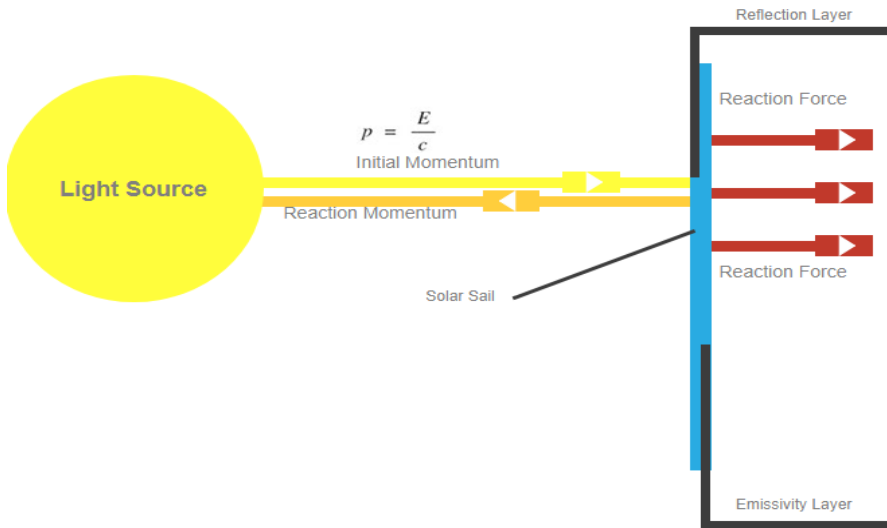 Reflection Layer
Reaction Force
p = E/c
Initial Momentum
Light Source
Reaction Momentum
Reaction Force
Solar Sail
Emissivity Layer